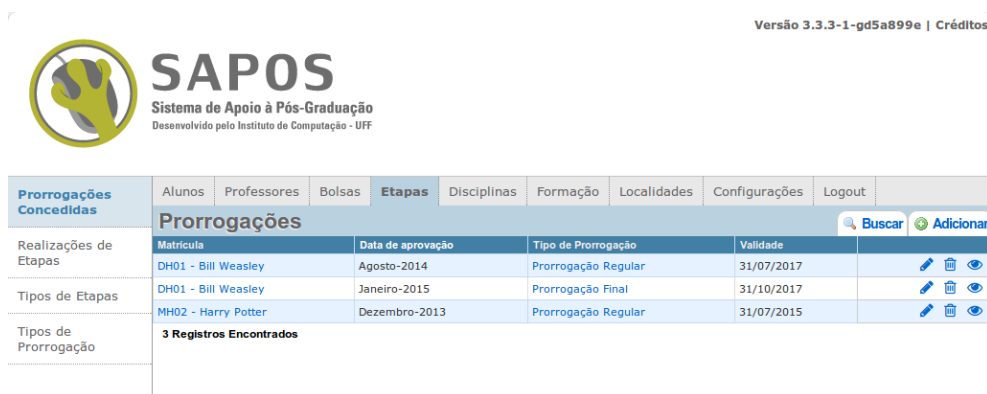 Versão 3.3.3-1-gd5a899e | Créditos
SAPOS
Sistema de Apoio à Pós-Graduação
Desenvolvido pelo Instituto de Computação - UFF
Prorrogações
Concedidas
Realizações de
Etapas
Tipos de Etapas
Tipos de
Prorrogação
Alunos Professores Bolsas Etapas Disciplinas Formação Localidades Configurações Logout
Prorrogações Buscar Adicionar
Matrícula Data de aprovação Tipo de Prorrogação Validade
DH01 - Bill Weasley Agosto-2014 Prorrogação Regular 31/07/2017
DH01 - Bill Weasley Janeiro-2015 Prorrogação Final 31/10/2017
MH02 - Harry Potter Dezembro-2013 Prorrogação Regular 31/07/2015
3 Registros Encontrados